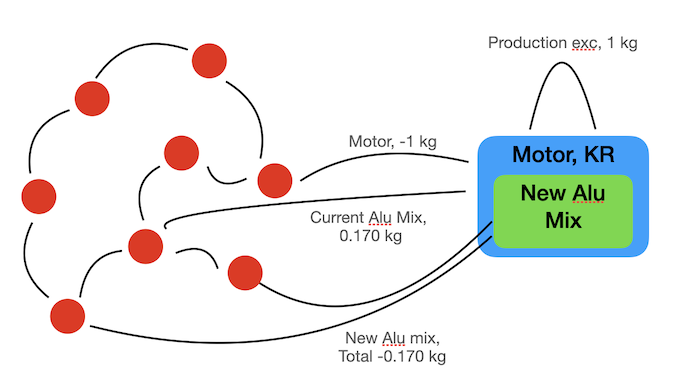 Production exc, 1 kg
Motor, -1 kg
Motor, KR
New Alu
Mix
Current Alu Mix,
0.170 kg
New Alu mix,
Total -0.170 kg